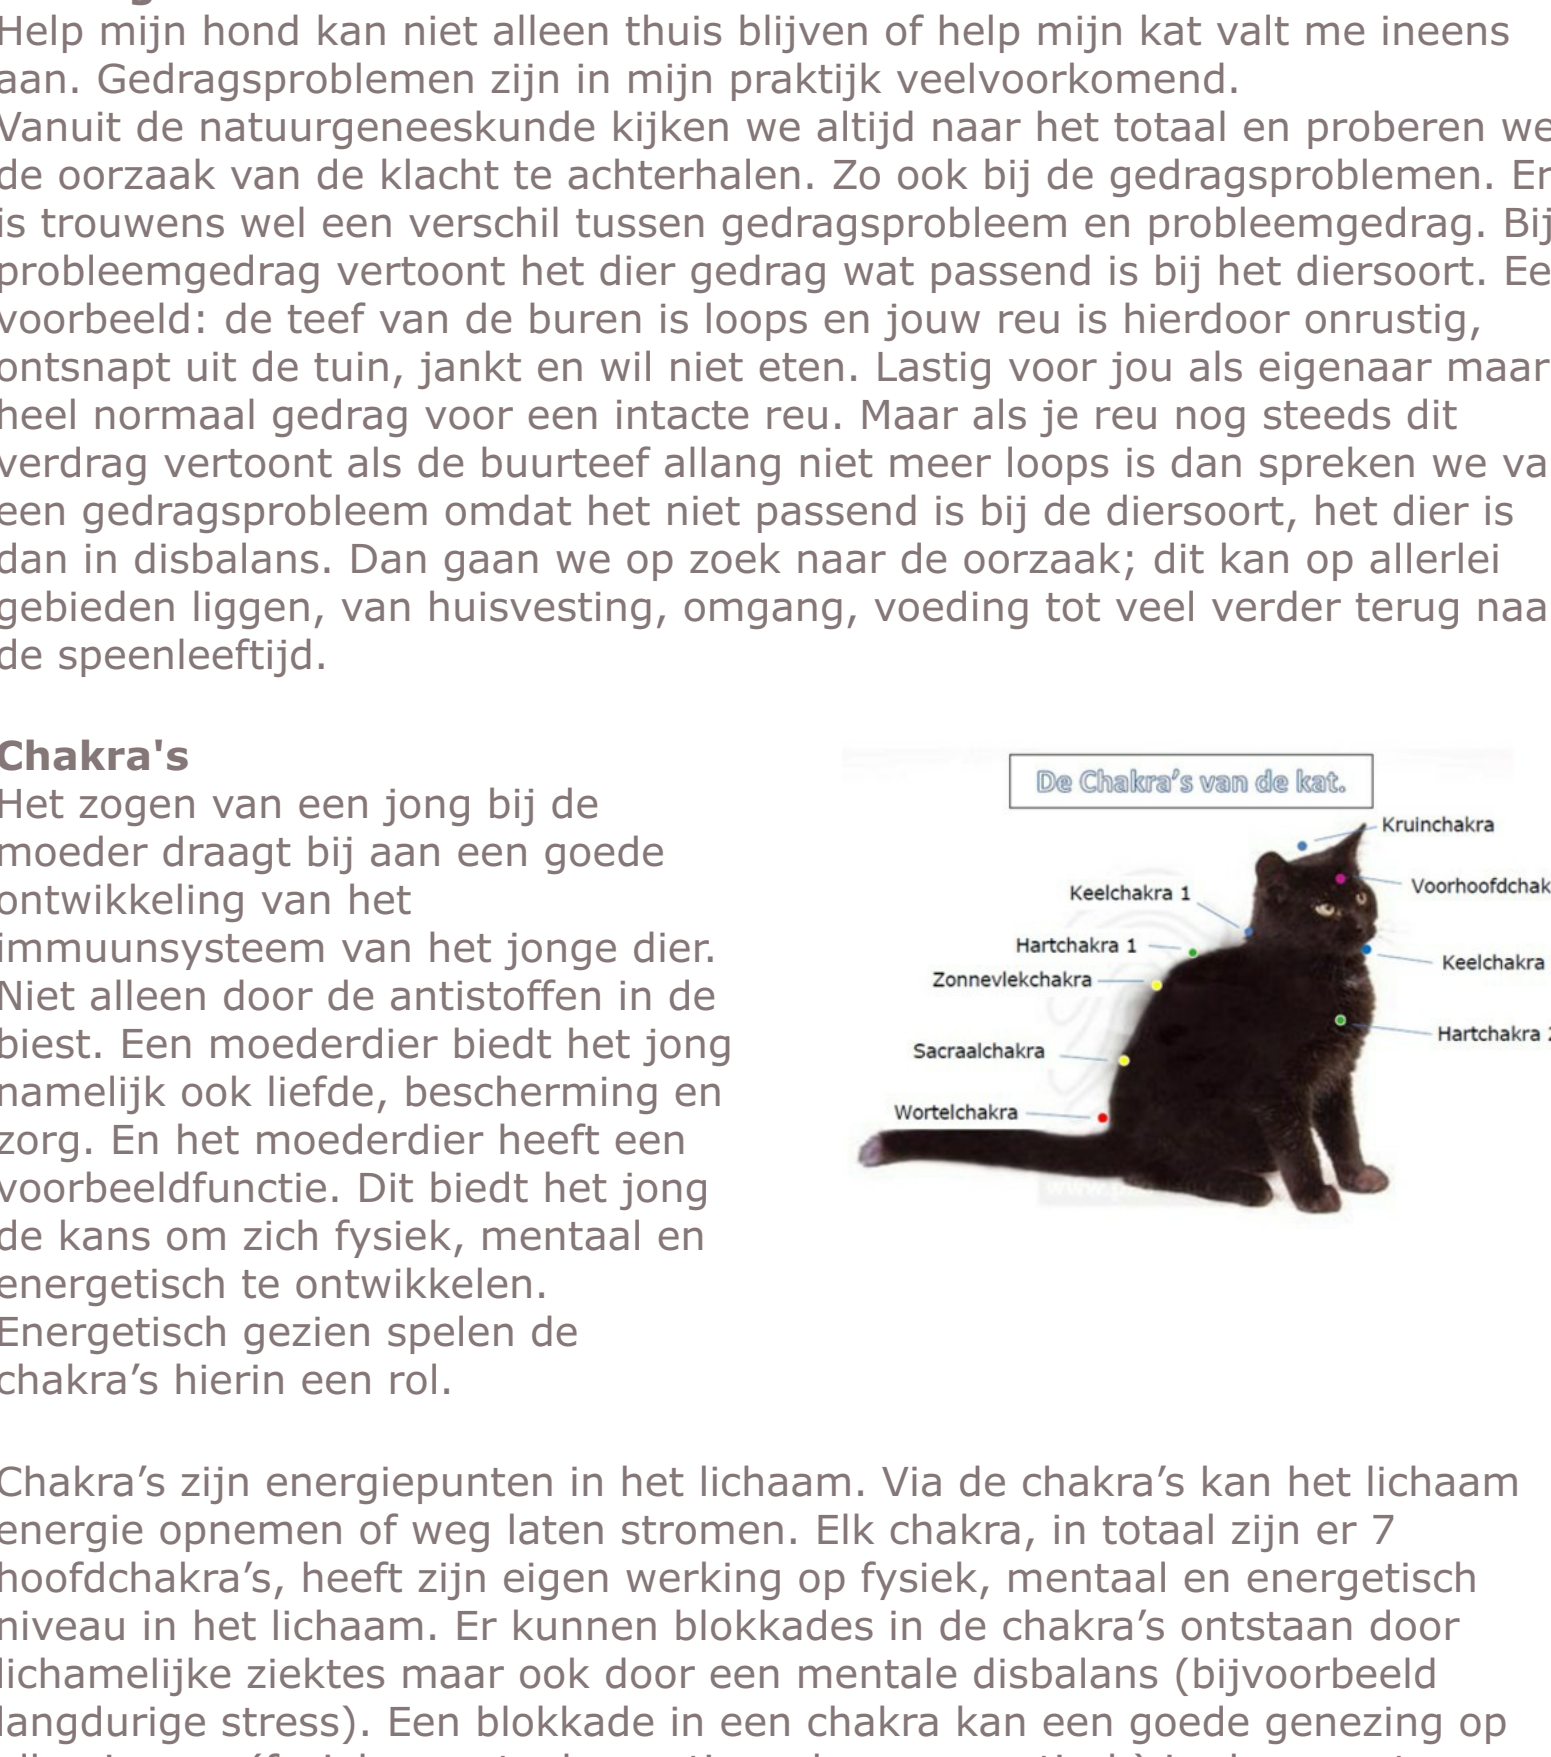 Help mijn hond kan niet alleen thuis blijven of help mijn kat valt me ineens
aan. Gedragsproblemen zijn in mijn praktijk veelvoorkomend.
Vanuit de natuurgeneeskunde kijken we altijd naar het totaal en proberen we
de oorzaak van de klacht te achterhalen. Zo ook bij de gedragsproblemen. Er
is trouwens wel een verschil tussen gedragsprobleem en probleemgedrag. Bij
probleemgedrag vertoont het dier gedrag wat passend is bij het diersoort. Ee
voorbeeld: de teef van de buren is loops en jouw reu is hierdoor onrustig,
ontsnapt uit de tuin, jankt en wil niet eten. Lastig voor jou als eigenaar maar
heel normaal gedrag voor een intacte reu. Maar als je reu nog steeds dit
verdrag vertoont als de buurteef allang niet meer loops is dan spreken we va
een gedragsprobleem omdat het niet passend is bij de diersoort, het dier is
dan in disbalans. Dan gaan we op zoek naar de oorzaak; dit kan op allerlei
gebieden liggen, van huisvesting, omgang, voeding tot veel verder terug naa
de speenleeftijd.
Chakra's
Het zogen van een jong bij de
moeder draagt bij aan een goede
ontwikkeling van het
immuunsysteem van het jonge dier.
Niet alleen door de antistoffen in de
biest. Een moederdier biedt het jong
namelijk ook liefde, bescherming en
zorg. En het moederdier heeft een
voorbeeldfunctie. Dit biedt het jong
de kans om zich fysiek, mentaal en
energetisch te ontwikkelen.
Energetisch gezien spelen de
chakra’s hierin een rol.
De Chakra’s van de kat.
Kruinchakra
Voorhoofdchak
Keelchakra 1
Hartchakra 1
Keelchakra
Zonnevlekchakra
Hartchakra 2
Sacraalchakra
Wortelchakra
Chakra’s zijn energiepunten in het lichaam. Via de chakra’s kan het lichaam
energie opnemen of weg laten stromen. Elk chakra, in totaal zijn er 7
hoofdchakra’s, heeft zijn eigen werking op fysiek, mentaal en energetisch
niveau in het lichaam. Er kunnen blokkades in de chakra’s ontstaan door
lichamelijke ziektes maar ook door een mentale disbalans (bijvoorbeeld
langdurige stress). Een blokkade in een chakra kan een goede genezing op